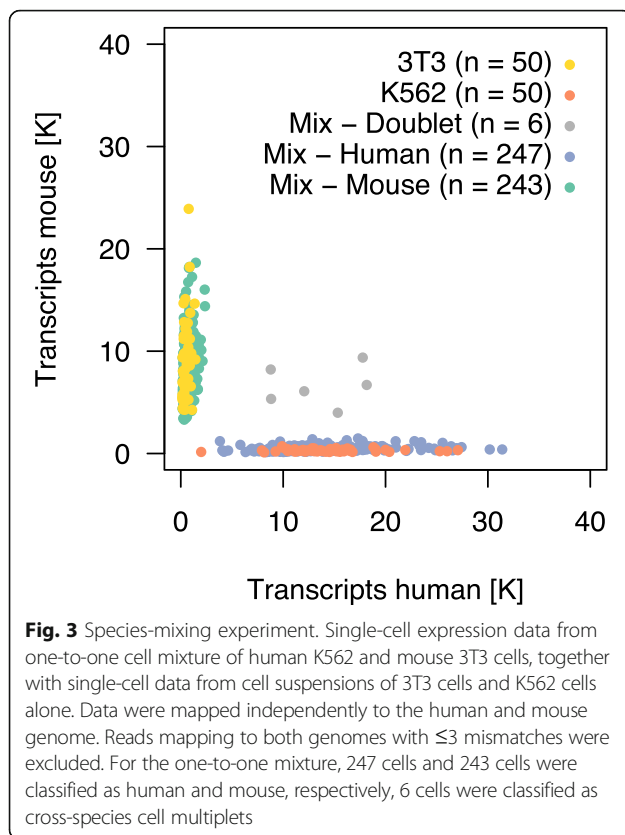 40
30
20
10
0
Transcripts mouse [K]
3T3 (n = 50)
K562 (n = 50)
Mix – Doublet (n = 6)
Mix – Human (n = 247)
Mix – Mouse (n = 243)
0 10 20 30 40
Transcripts human [K]
Fig. 3 Species-mixing experiment. Single-cell expression data from
one-to-one cell mixture of human K562 and mouse 3T3 cells, together
with single-cell data from cell suspensions of 3T3 cells and K562 cells
alone. Data were mapped independently to the human and mouse
genome. Reads mapping to both genomes with ≤3 mismatches were
excluded. For the one-to-one mixture, 247 cells and 243 cells were
classified as human and mouse, respectively, 6 cells were classified as
cross-species cell multiplets